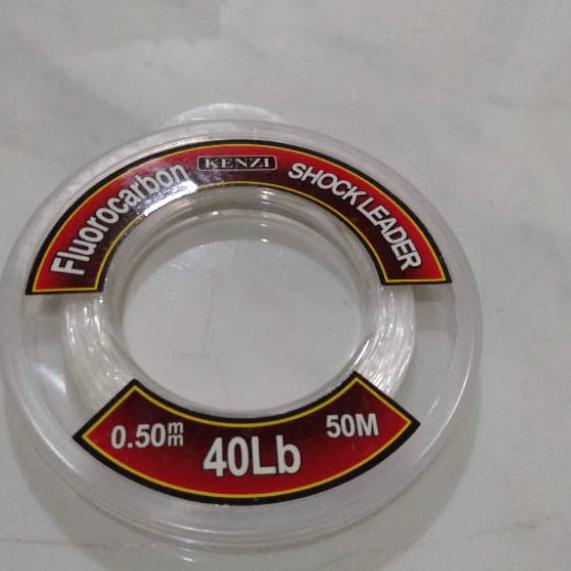 Fluorocarbon KENZI SHOCK LEADER
0.50mm 40Lb 50M